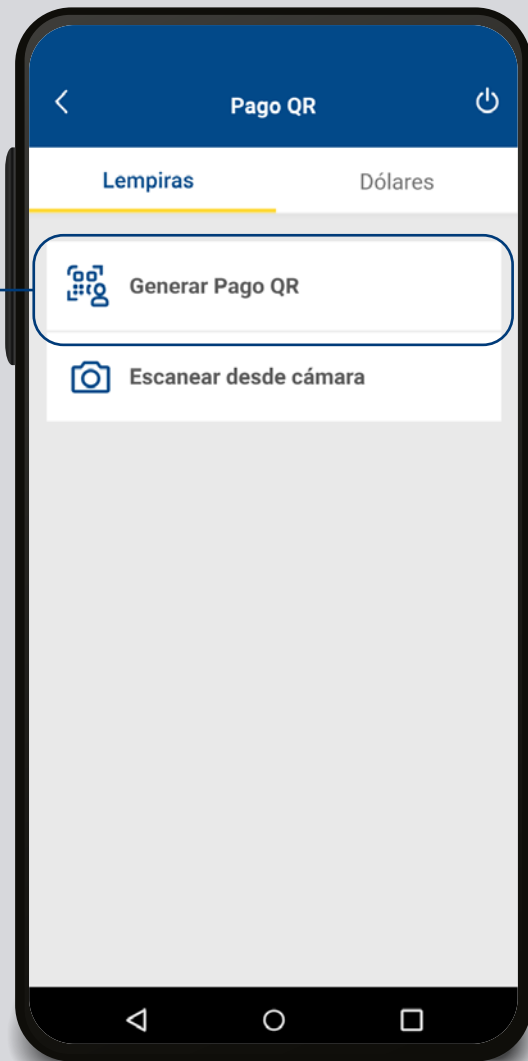 Pago QR
Lempiras
Dólares
Generar Pago QR
Escanear desde cámara